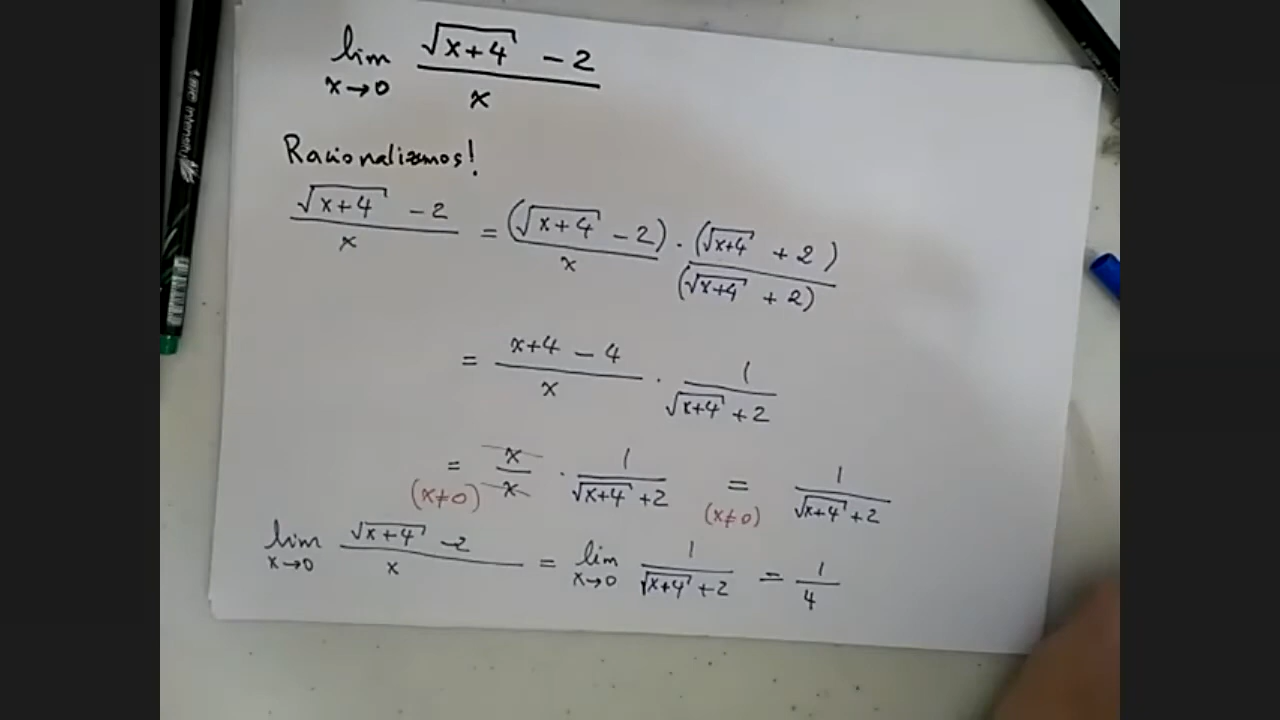 lim x→0 (√(x+4) - 2)/x
Racionalizmos!
(√(x+4) - 2)/x = (√(x+4) - 2)/x · (√(x+4) + 2)/(√(x+4) + 2)
= (x+4 - 4)/x · 1/(√(x+4) + 2)
= (x≠0) x/x · 1/(√(x+4) + 2) = (x≠0) 1/(√(x+4) + 2)
lim x→0 (√(x+4) - 2)/x = lim x→0 1/(√(x+4) + 2) = 1/4